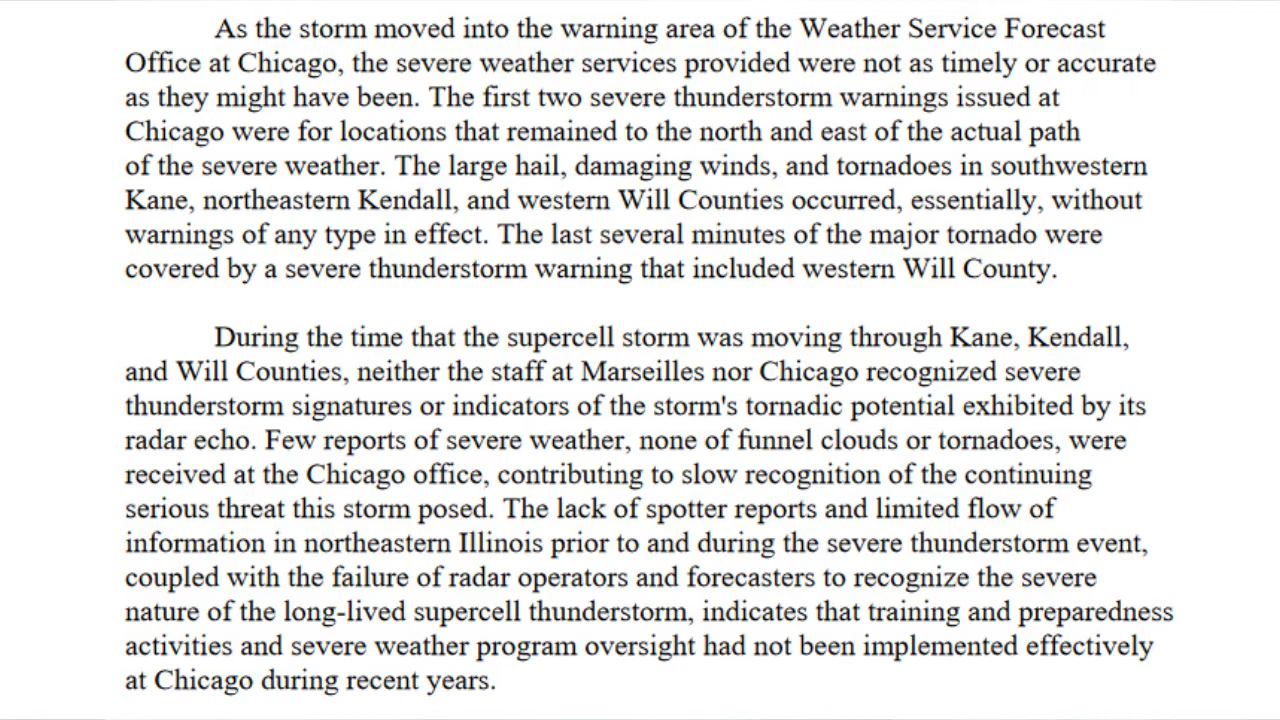 As the storm moved into the warning area of the Weather Service Forecast
Office at Chicago, the severe weather services provided were not as timely or accurate
as they might have been. The first two severe thunderstorm warnings issued at
Chicago were for locations that remained to the north and east of the actual path
of the severe weather. The large hail, damaging winds, and tornadoes in southwestern
Kane, northeastern Kendall, and western Will Counties occurred, essentially, without
warnings of any type in effect. The last several minutes of the major tornado were
covered by a severe thunderstorm warning that included western Will County.
During the time that the supercell storm was moving through Kane, Kendall,
and Will Counties, neither the staff at Marseilles nor Chicago recognized severe
thunderstorm signatures or indicators of the storm's tornadic potential exhibited by its
radar echo. Few reports of severe weather, none of funnel clouds or tornadoes, were
received at the Chicago office, contributing to slow recognition of the continuing
serious threat this storm posed. The lack of spotter reports and limited flow of
information in northeastern Illinois prior to and during the severe thunderstorm event,
coupled with the failure of radar operators and forecasters to recognize the severe
nature of the long-lived supercell thunderstorm, indicates that training and preparedness
activities and severe weather program oversight had not been implemented effectively
at Chicago during recent years.